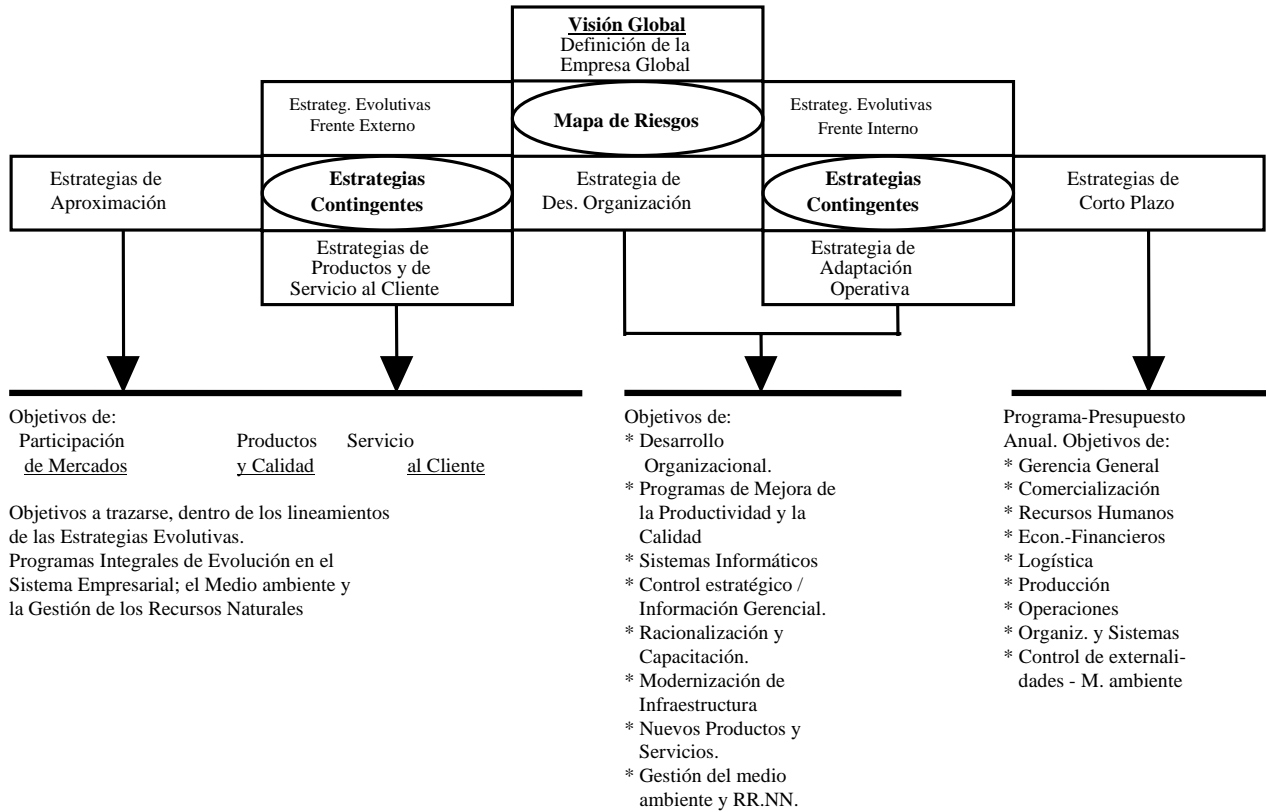 Visión Global
Definición de la
Empresa Global
Estrateg. Evolutivas
Frente Externo
Mapa de Riesgos
Estrateg. Evolutivas
Frente Interno
Estrategias de
Aproximación
Estrategias
Contingentes
Estrategia de
Des. Organización
Estrategias
Contingentes
Estrategias de
Corto Plazo
Estrategias de
Productos y de
Servicio al Cliente
Estrategia de
Adaptación
Operativa
Objetivos de:
Participación Productos Servicio
de Mercados y Calidad al Cliente
Objetivos a trazarse, dentro de los lineamientos
de las Estrategias Evolutivas.
Programas Integrales de Evolución en el
Sistema Empresarial; el Medio ambiente y
la Gestión de los Recursos Naturales
Objetivos de:
* Desarrollo
Organizacional.
* Programas de Mejora de
la Productividad y la
Calidad
* Sistemas Informáticos
* Control estratégico /
Información Gerencial.
* Racionalización y
Capacitación.
* Modernización de
Infraestructura
* Nuevos Productos y
Servicios.
* Gestión del medio
ambiente y RR.NN.
Programa-Presupuesto
Anual. Objetivos de:
* Gerencia General
* Comercialización
* Recursos Humanos
* Econ.-Financieros
* Logística
* Producción
* Operaciones
* Organiz. y Sistemas
* Control de externali-
dades - M. ambiente